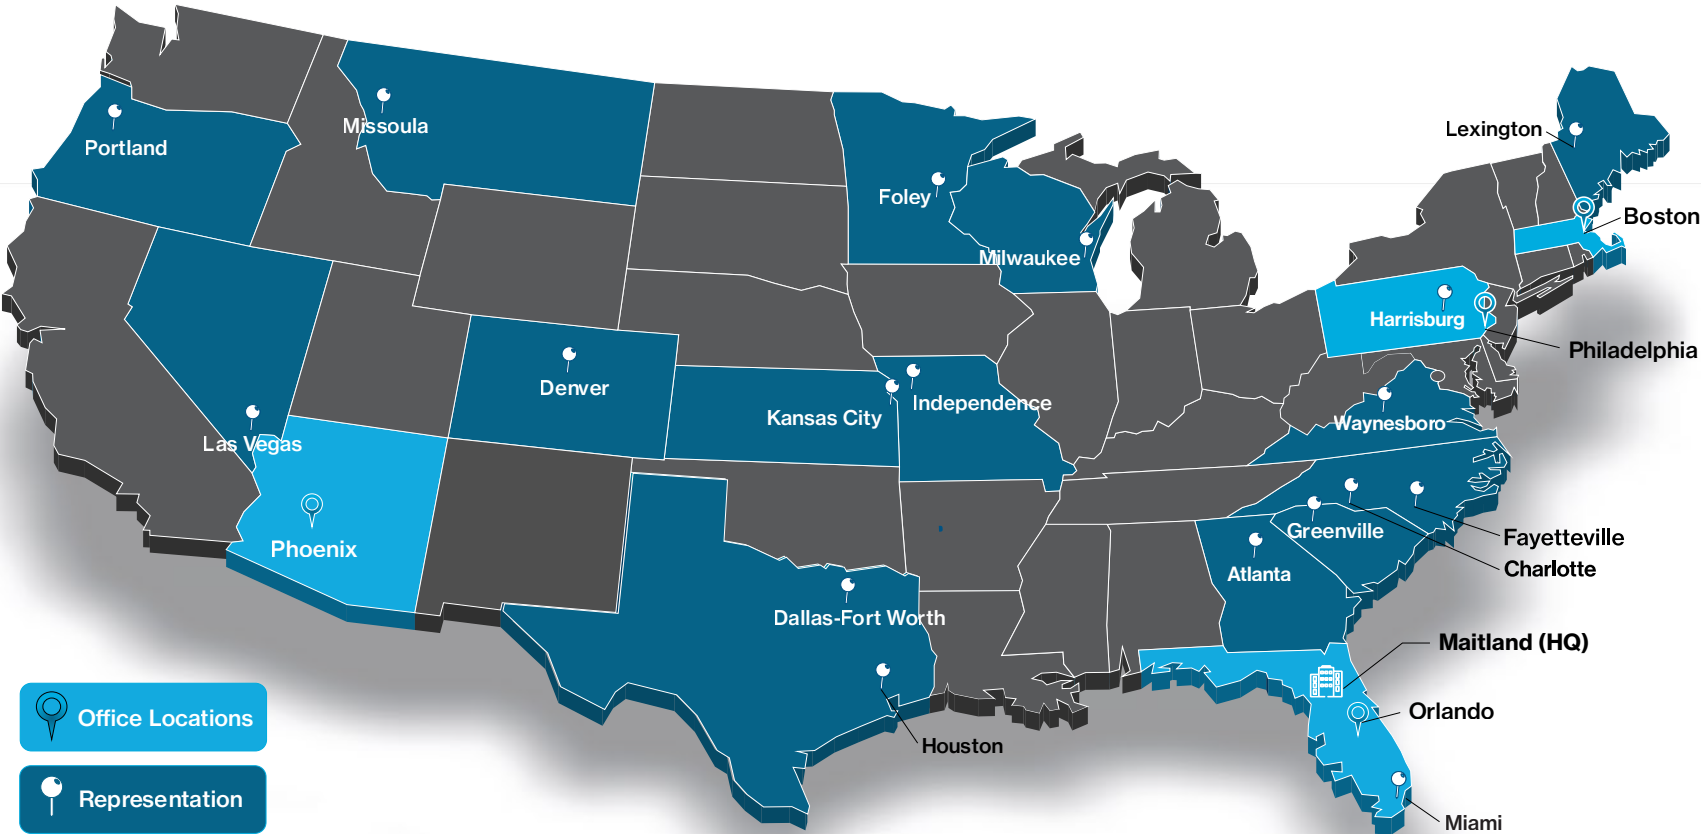 Missoula
Portland
Lexington
Foley
Boston
Milwaukee
Harrisburg
Philadelphia
Denver
Independence
Kansas City
Waynesboro
Las Vegas
Phoenix
Greenville
Fayetteville
Charlotte
Atlanta
Dallas-Fort Worth
Maitland (HQ)
Orlando
Houston
Miami
Office Locations
Representation